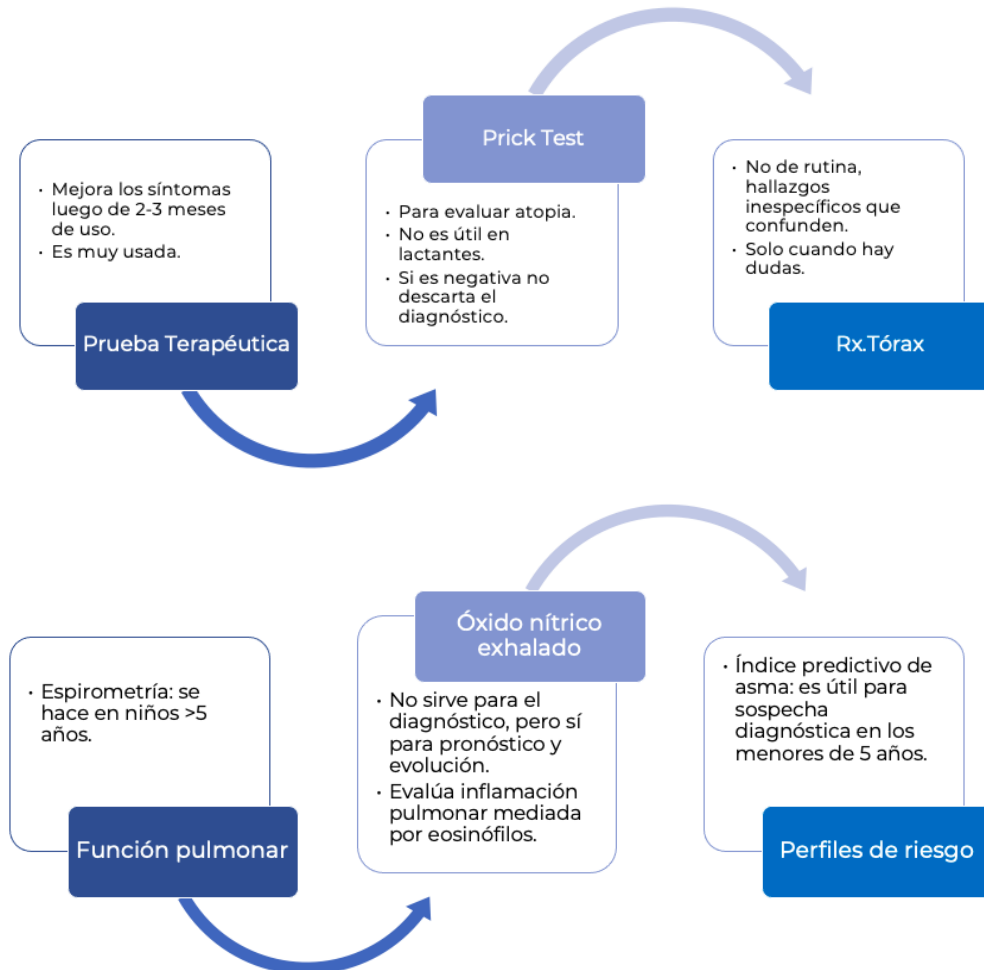 · Mejora los síntomas
luego de 2-3 meses
de uso.
· Es muy usada.
Prueba Terapéutica
Prick Test
· Para evaluar atopia.
· No es útil en
lactantes.
· Si es negativa no
descarta el
diagnóstico.
· No de rutina,
hallazgos
inespecíficos que
confunden.
· Solo cuando hay
dudas.
Rx.Tórax
· Espirometría: se
hace en niños >5
años.
Función pulmonar
Óxido nítrico
exhalado
· No sirve para el
diagnóstico, pero sí
para pronóstico y
evolución.
· Evalúa inflamación
pulmonar mediada
por eosinófilos.
· Índice predictivo de
asma: es útil para
sospecha
diagnóstica en los
menores de 5 años.
Perfiles de riesgo